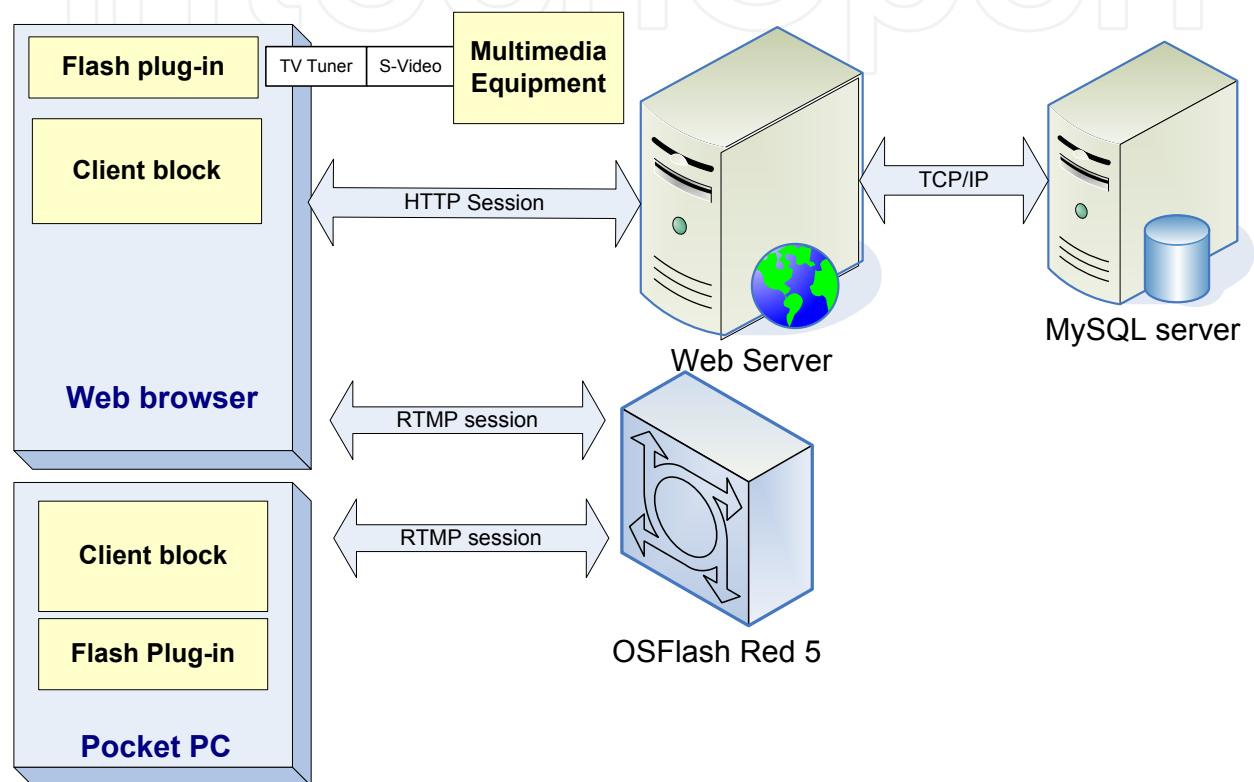 Flash plug-in
TV Tuner
S-Video
Multimedia
Equipment
Client block
HTTP Session
TCP/IP
Web Server
MySQL server
Web browser
RTMP session
RTMP session
Client block
Flash Plug-in
OSFlash Red 5
Pocket PC